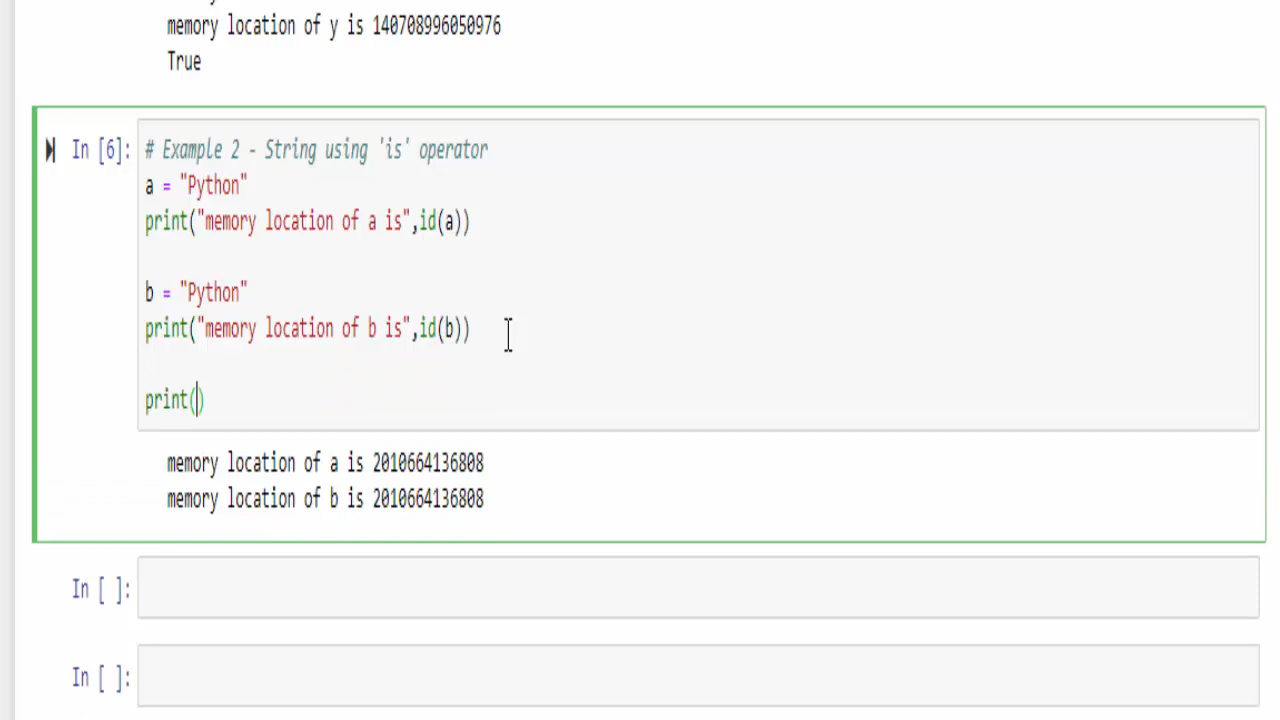 memory location of y is 140708996050976
True
In [6]: # Example 2 - String using 'is' operator
a = "Python"
print("memory location of a is",id(a))
b = "Python"
print("memory location of b is",id(b))
print()
memory location of a is 2010664136808
memory location of b is 2010664136808
In [ ]:
In [ ]: